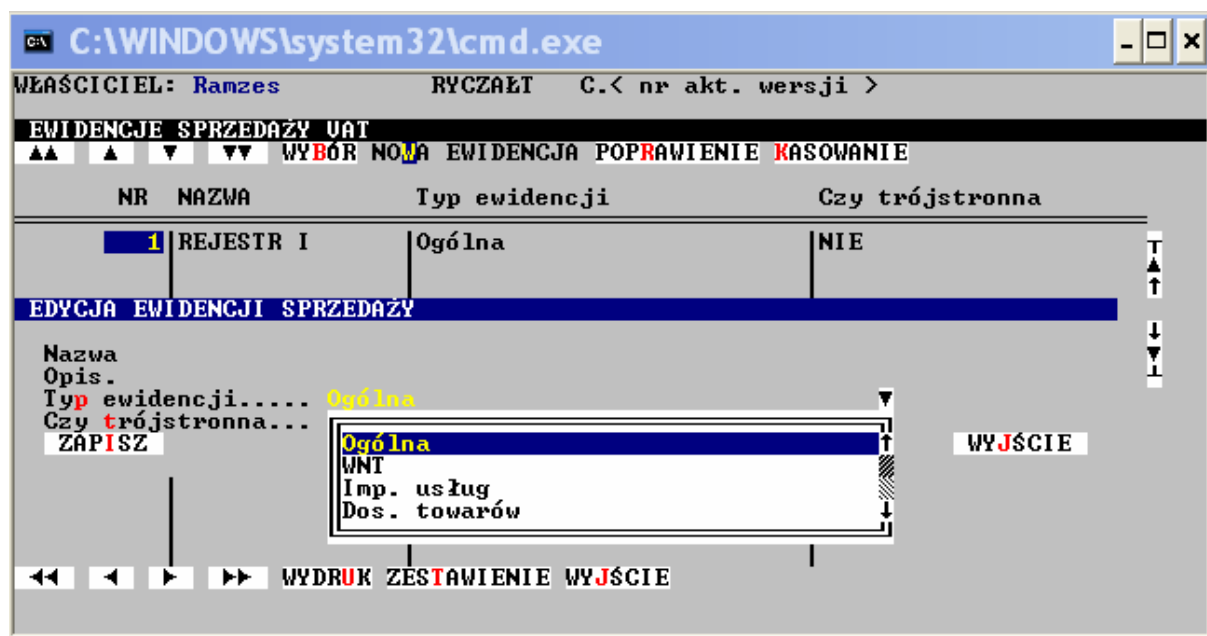 C:\WINDOWS\system32\cmd.exe
WŁAŚCICIEL: Ramzes RYCZAŁT C.< nr akt. wersji >
EWIDENCJE SPRZEDAŻY VAT
WYBÓR NOWA EWIDENCJA POPRAWIENIE KASOWANIE
NR NAZWA Typ ewidencji Czy trójstronna
1 REJESTR I Ogólna NIE
EDYCJA EWIDENCJI SPRZEDAŻY
Nazwa
Opis.
Typ ewidencji..... Ogólna
Czy trójstronna...
ZAPISZ Ogólna WYJŚCIE
WNT
Imp. usług
Dos. towarów
WYDRUK ZESTAWIENIE WYJŚCIE